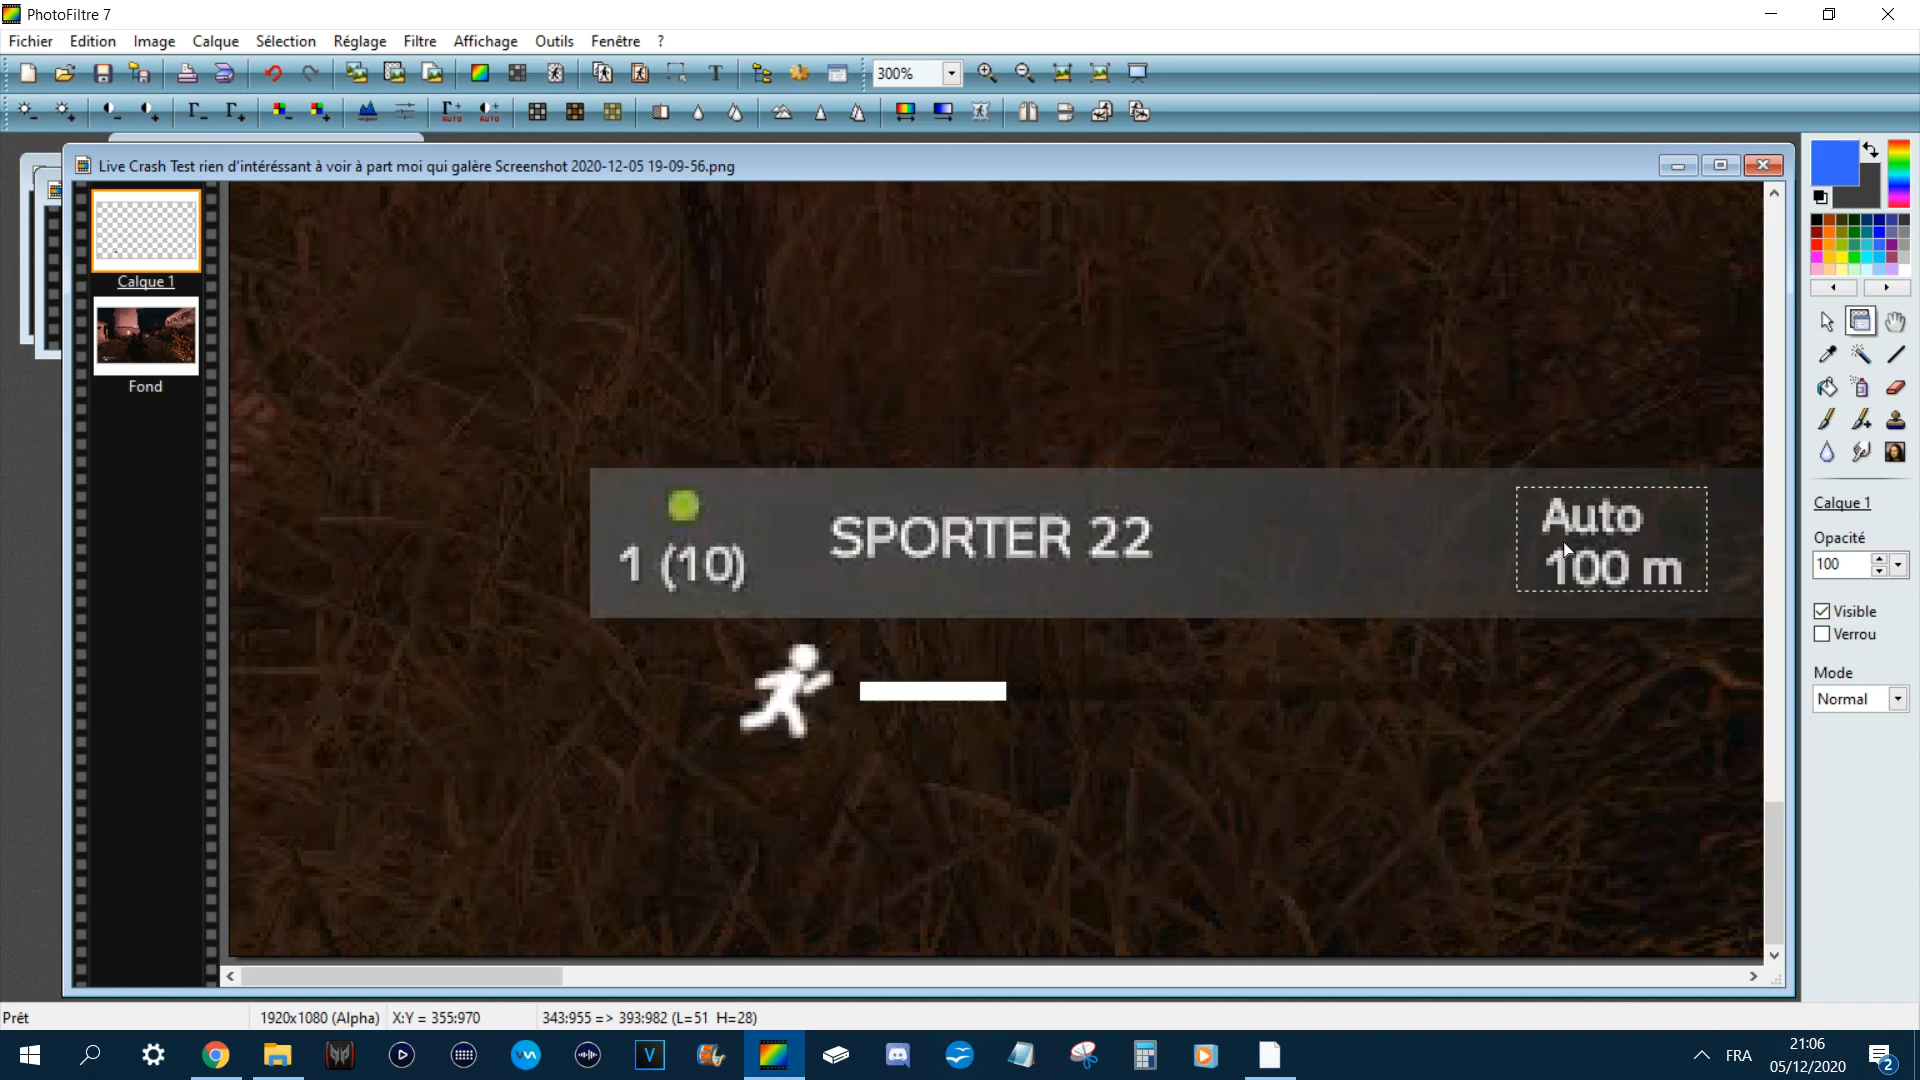 PhotoFiltre 7
Fichier Edition Image Calque Sélection Réglage Filtre Affichage Outils Fenêtre ?
300%
AUTO AUTO
Live Crash Test rien d'intéréssant à voir à part moi qui galère Screenshot 2020-12-05 19-09-56.png
Calque 1
Fond
1 (10)
SPORTER 22
Auto
100 m
Calque 1
Opacité
100
Visible
Verrou
Mode
Normal
Prêt
1920x1080 (Alpha) X:Y = 355:970 343:955 => 393:982 (L=51 H=28)
FRA
21:06
05/12/2020
2